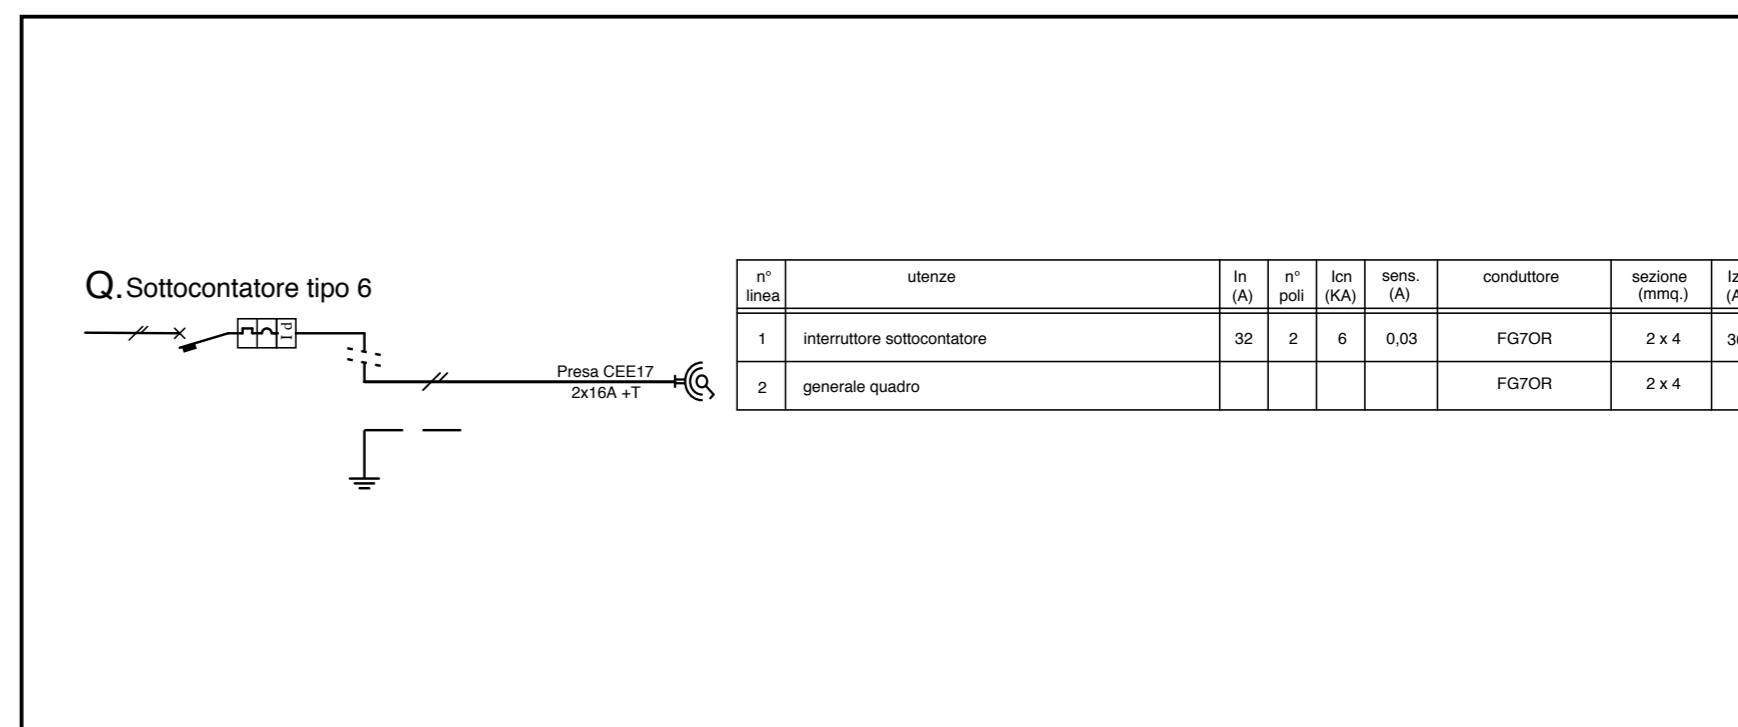 Q.Sottocontatore tipo 6
P I
Presa CEE17
2x16A +T
n° linea utenze In (A) n° poli Icn (KA) sens. (A) conduttore sezione (mmq.)
1 interruttore sottocontatore 32 2 6 0,03 FG7OR 2 x 4
2 generale quadro FG7OR 2 x 4